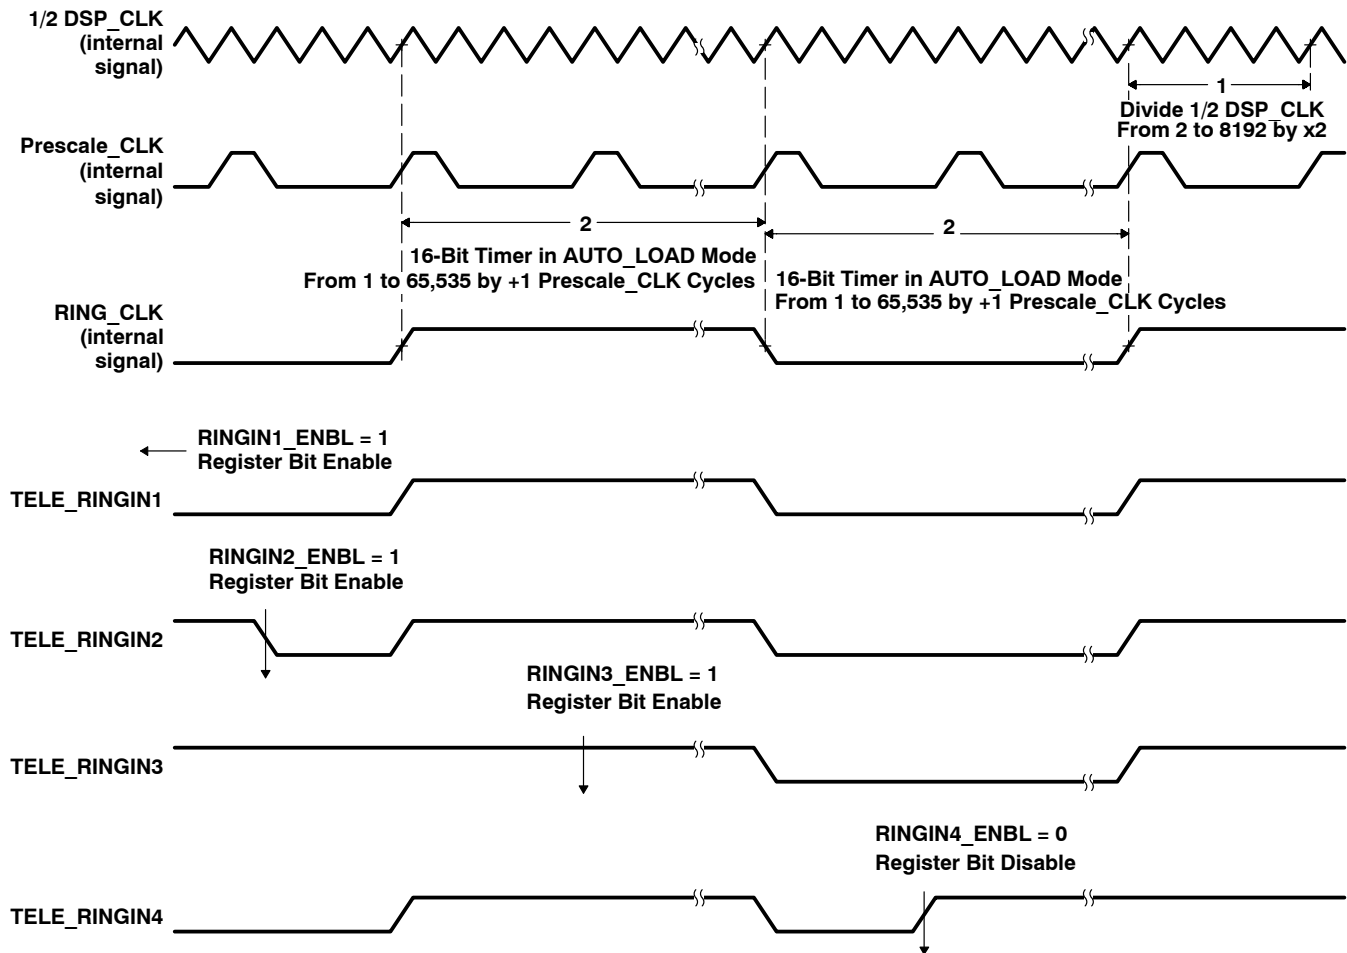 1/2 DSP_CLK
(internal
signal)
1
Divide 1/2 DSP_CLK
From 2 to 8192 by x2
Prescale_CLK
(internal
signal)
2
2
16-Bit Timer in AUTO_LOAD Mode
From 1 to 65,535 by +1 Prescale_CLK Cycles
16-Bit Timer in AUTO_LOAD Mode
From 1 to 65,535 by +1 Prescale_CLK Cycles
RING_CLK
(internal
signal)
RINGIN1_ENBL = 1
Register Bit Enable
TELE_RINGIN1
RINGIN2_ENBL = 1
Register Bit Enable
TELE_RINGIN2
RINGIN3_ENBL = 1
Register Bit Enable
TELE_RINGIN3
RINGIN4_ENBL = 0
Register Bit Disable
TELE_RINGIN4